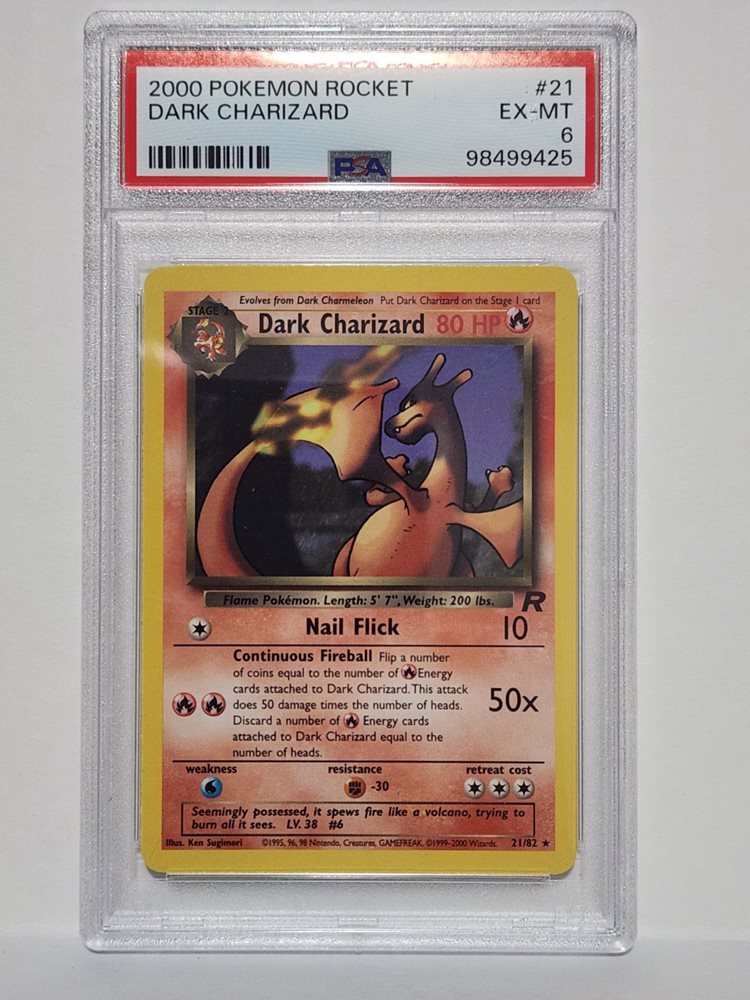 2000 POKEMON ROCKET #21
DARK CHARIZARD EX-MT
6
PSA 98499425
Evolves from Dark Charmeleon Put Dark Charizard on the Stage 1 card
STAGE 2
Dark Charizard 80 HP
Flame Pokémon. Length: 5' 7", Weight: 200 lbs. R
Nail Flick 10
Continuous Fireball Flip a number
of coins equal to the number of Energy
cards attached to Dark Charizard. This attack
does 50 damage times the number of heads. 50x
Discard a number of Energy cards
attached to Dark Charizard equal to the
number of heads.
weakness resistance retreat cost
-30
Seemingly possessed, it spews fire like a volcano, trying to
burn all it sees. LV. 38 #6
Illus. Ken Sugimori ©1995, 96, 98 Nintendo, Creatures, GAMEFREAK. ©1999-2000 Wizards. 21/82 ★